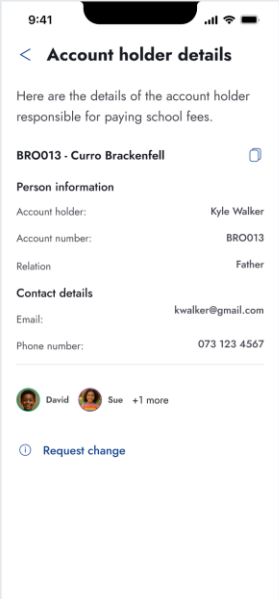 9:41
Account holder details
Here are the details of the account holder
responsible for paying school fees.
BRO013 - Curro Brackenfell
Person information
Account holder: Kyle Walker
Account number: BRO013
Relation Father
Contact details
Email: kwalker@gmail.com
Phone number: 073 123 4567
David Sue +1 more
Request change